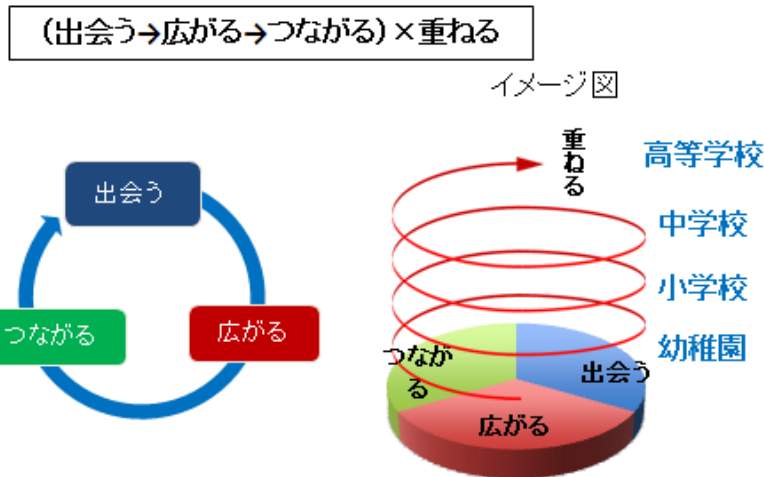 （出会う→広がる→つながる）×重ねる
イメージ図
出会う
広がる
つながる
重ねる
高等学校
中学校
小学校
幼稚園
つなが
る
出会う
広がる